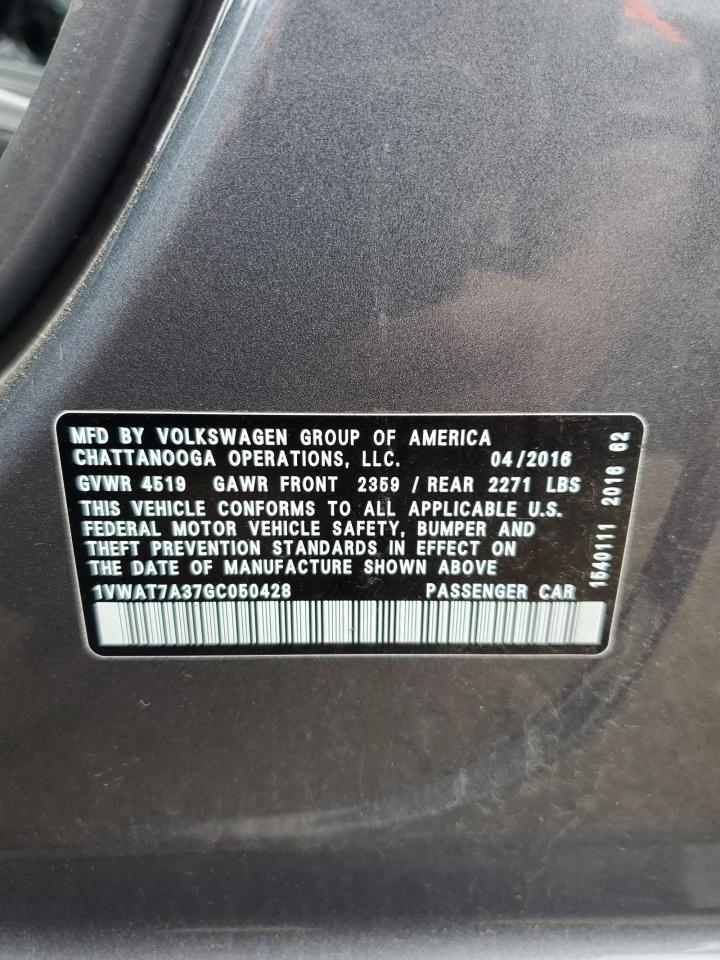 MFD BY VOLKSWAGEN GROUP OF AMERICA
CHATTANOOGA OPERATIONS, LLC. 04/2016
GVWR 4519 GAWR FRONT 2359 / REAR 2271 LBS
THIS VEHICLE CONFORMS TO ALL APPLICABLE U.S.
FEDERAL MOTOR VEHICLE SAFETY, BUMPER AND
THEFT PREVENTION STANDARDS IN EFFECT ON
THE DATE OF MANUFACTURE SHOWN ABOVE
1VWAT7A37GC050428 PASSENGER CAR
1540111 2016 62